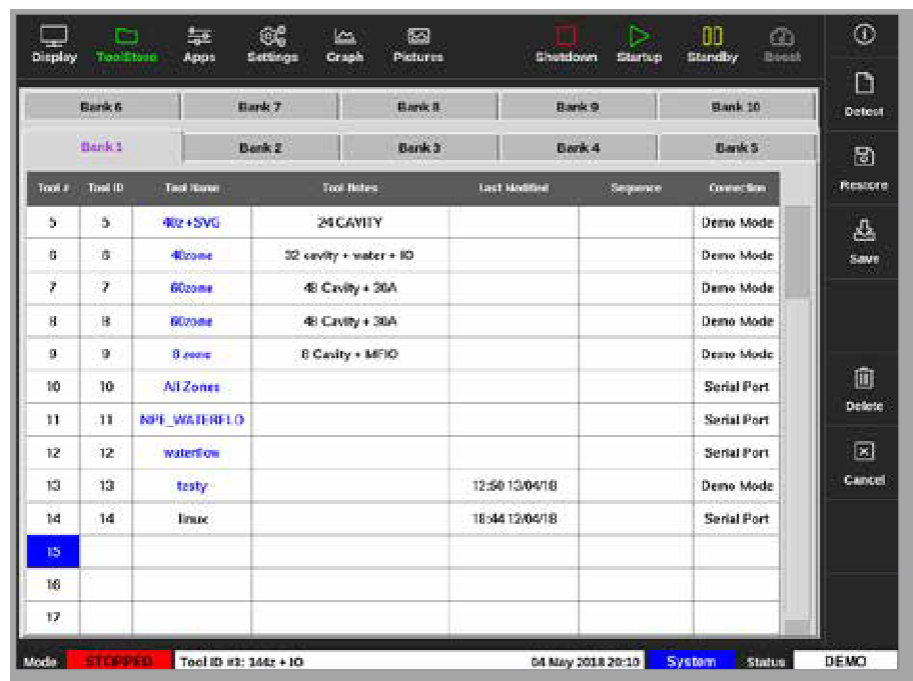 Display ToolStore Apps Settings Graph Pictures Shutdown Startup Standby Boost
Bank 6 Bank 7 Bank 8 Bank 9 Bank 10
Detect
Bank 1 Bank 2 Bank 3 Bank 4 Bank 5
Restore
Tool # Tool ID Tool Name Tool Notes Last Modified Sequence Connection
5 5 40z+SVG 24 CAVITY Demo Mode
6 6 40zone 32 cavity + water + IO Demo Mode
Save
7 7 60zone 48 Cavity + 30A Demo Mode
8 8 60zone 48 Cavity + 30A Demo Mode
9 9 8 zone 8 Cavity + MFIO Demo Mode
10 10 All Zones Serial Port
Delete
11 11 NPE_WATERFLO Serial Port
12 12 waterflow Serial Port
13 13 testy 12:50 13/04/18 Demo Mode
Cancel
14 14 linux 18:44 12/04/18 Serial Port
15
16
17
Mode STOPPED Tool ID #3: 144z + IO 04 May 2018 20:10 System Status DEMO